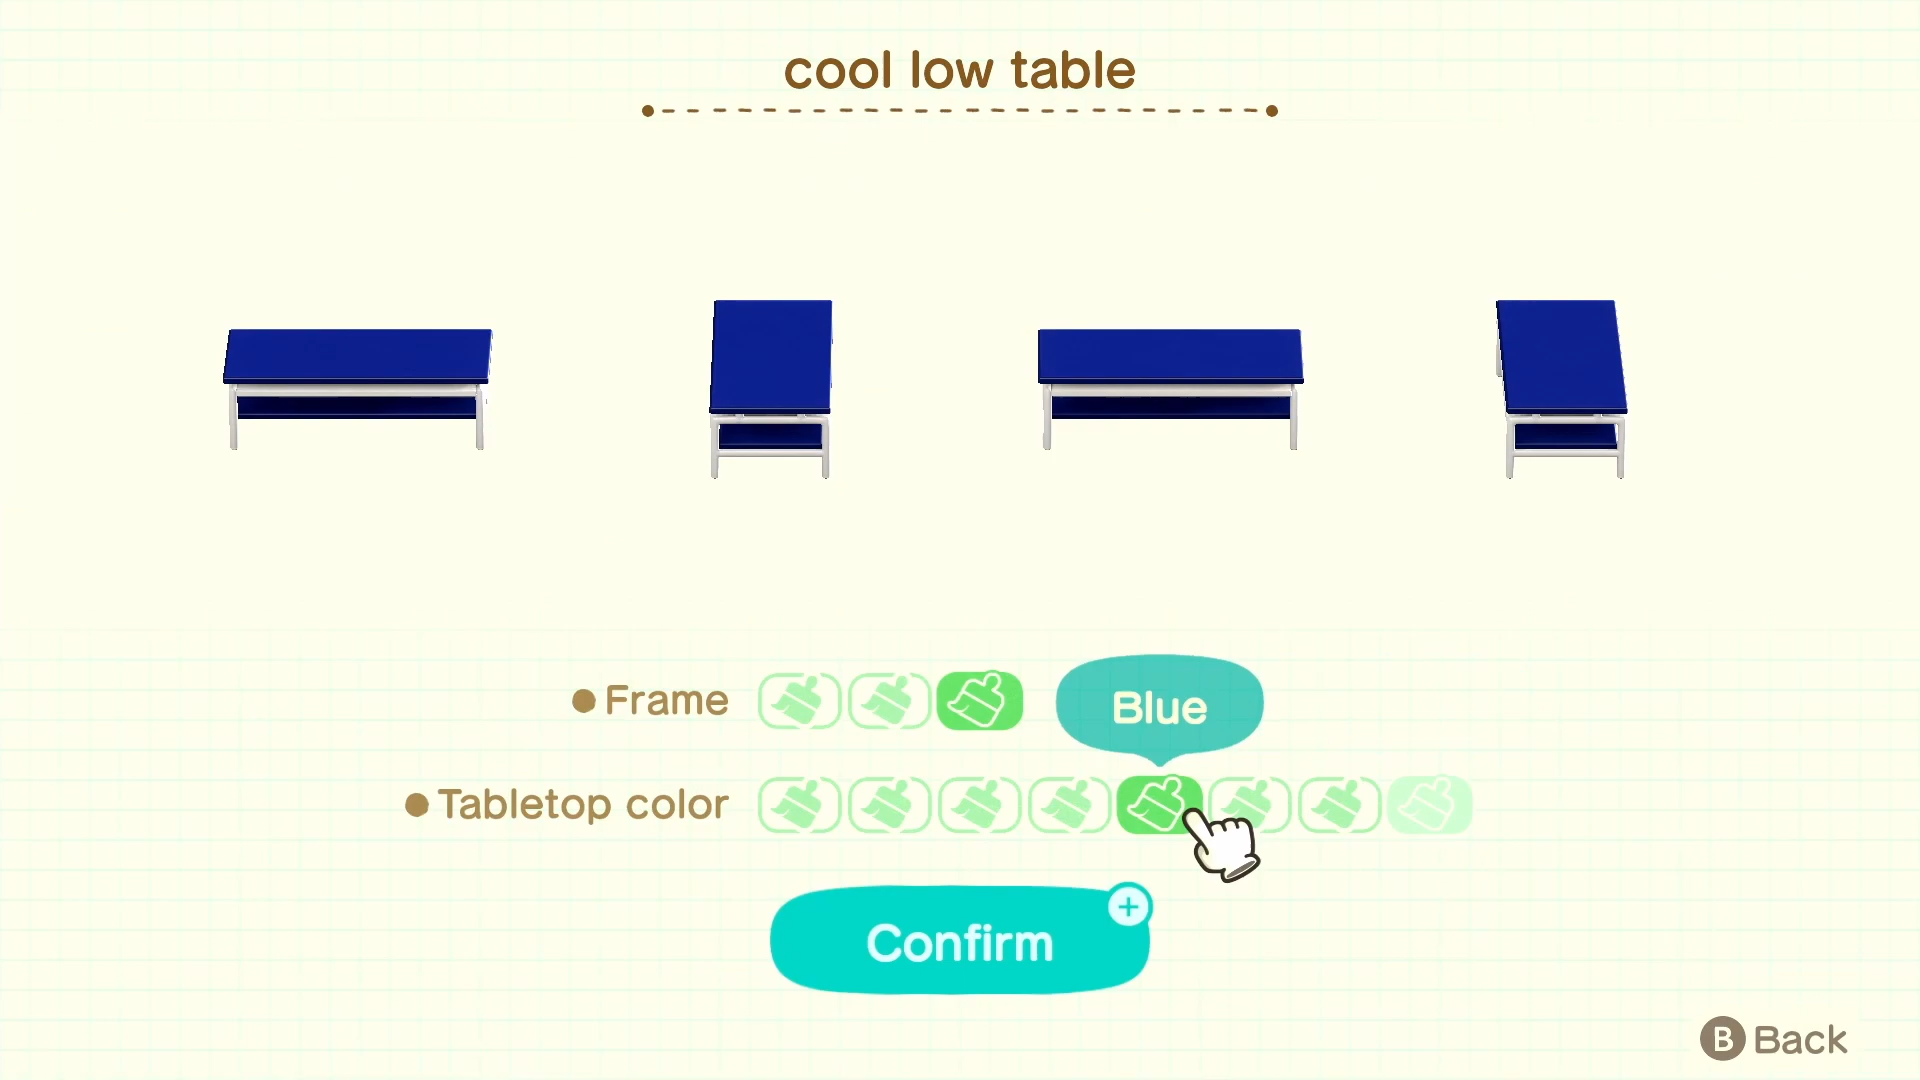 cool low table
Frame
Blue
Tabletop color
Confirm
+
B Back